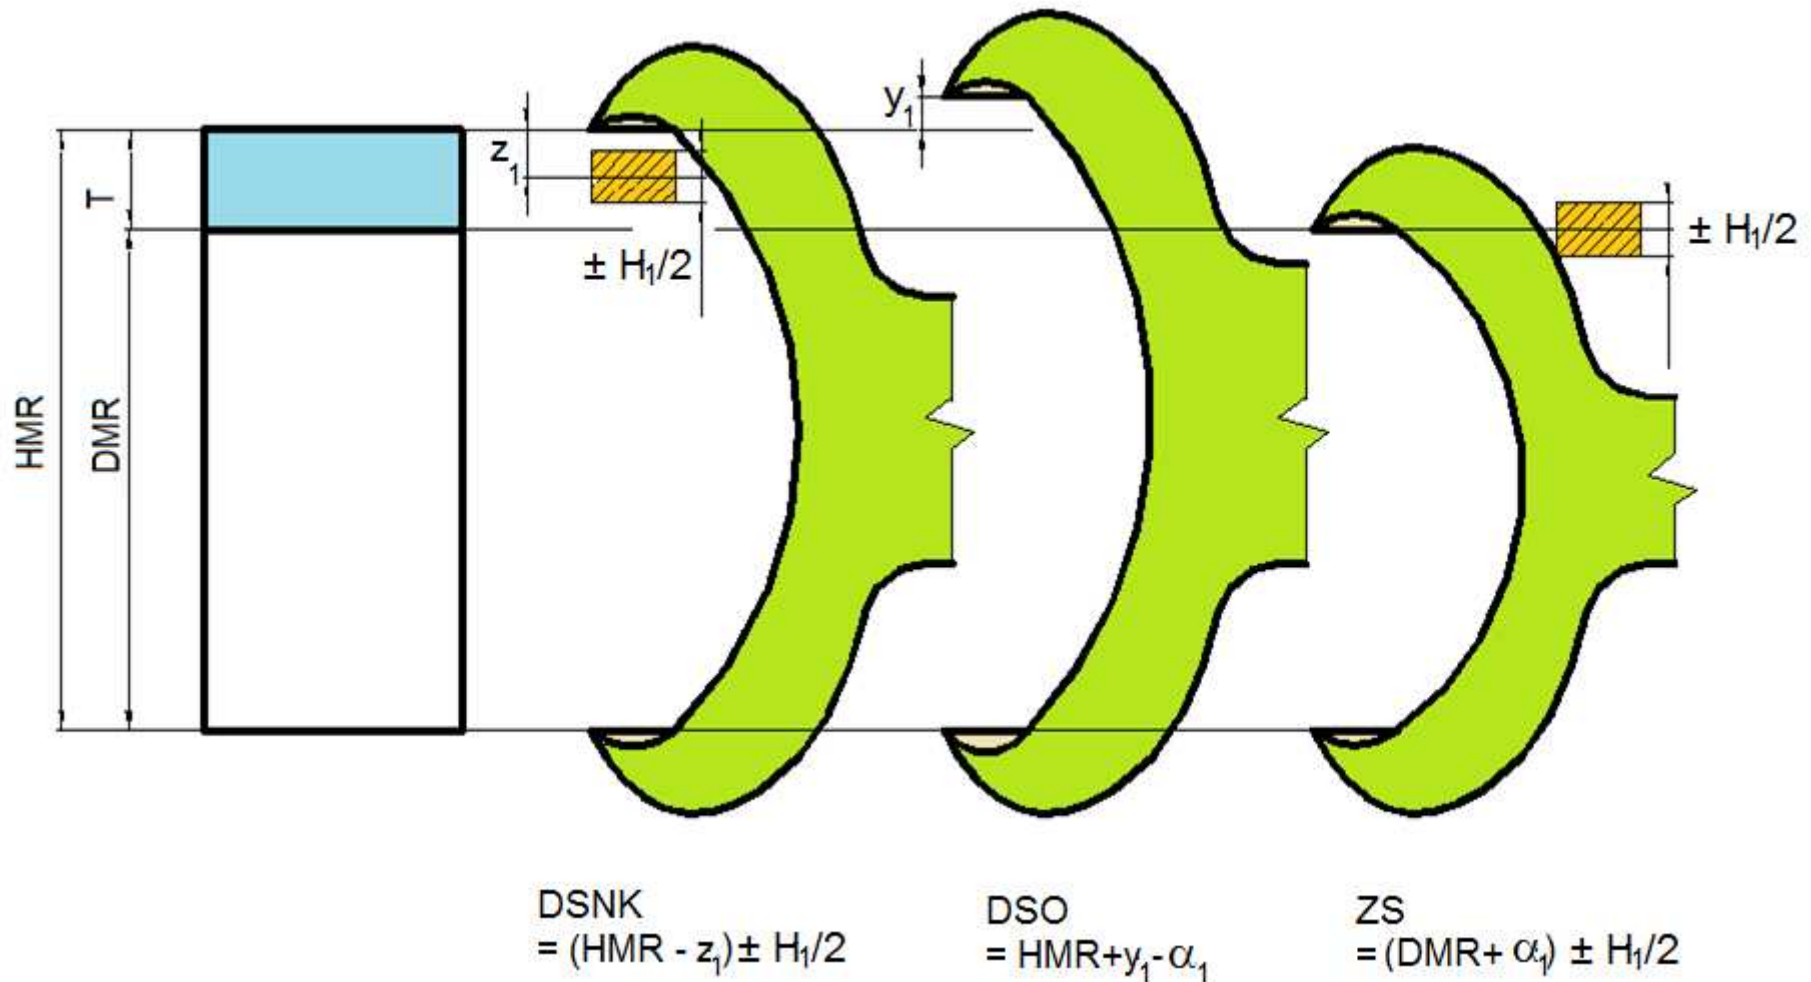 HMR
T
DMR
z₁
± H₁/2
y₁
± H₁/2
DSNK
= (HMR - z₁) ± H₁/2
DSO
= HMR+y₁-α₁
ZS
= (DMR+ α₁) ± H₁/2